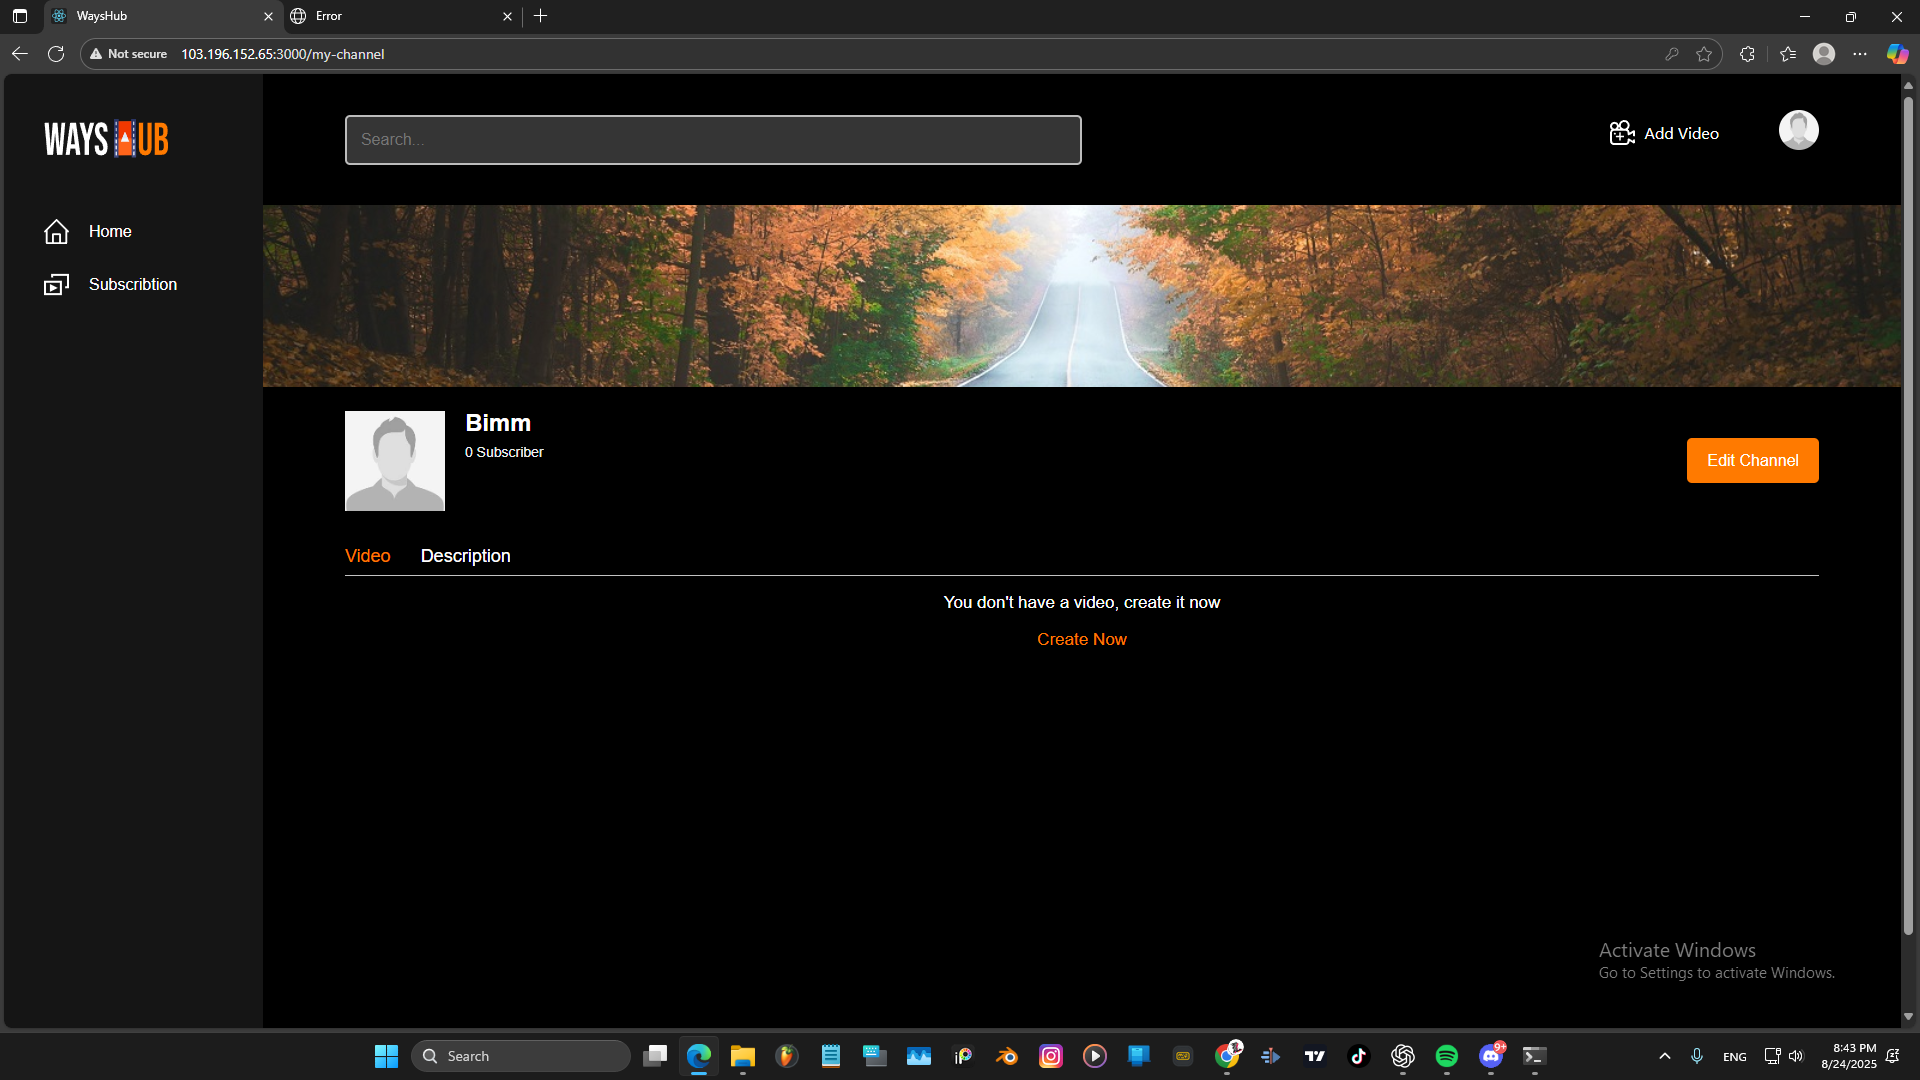 WaysHub
Error
Not secure
103.196.152.65:3000/my-channel
WAYSHUB
Search...
Add Video
Home
Subscribtion
Bimm
0 Subscriber
Edit Channel
Video Description
You don't have a video, create it now
Create Now
Activate Windows
Go to Settings to activate Windows.
Search
9+
ENG
8:43 PM
8/24/2025